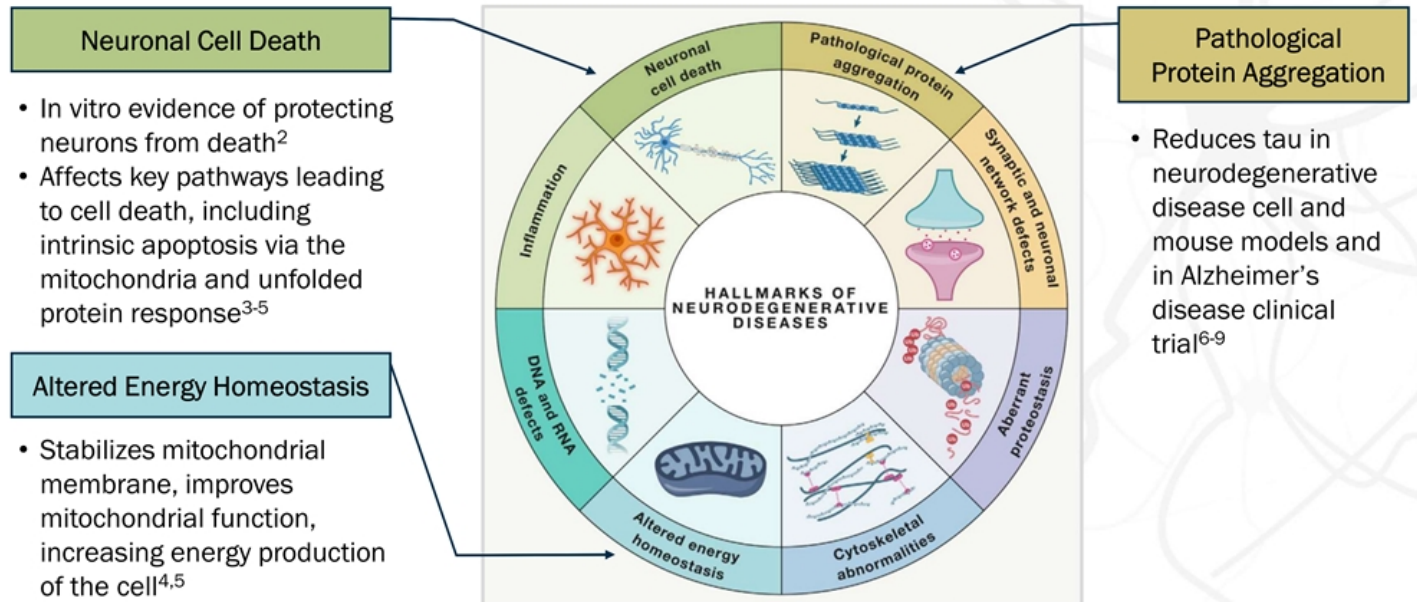 Neuronal Cell Death
• In vitro evidence of protecting
neurons from death2
• Affects key pathways leading
to cell death, including
intrinsic apoptosis via the
mitochondria and unfolded
protein response3-5
Altered Energy Homeostasis
• Stabilizes mitochondrial
membrane, improves
mitochondrial function,
increasing energy production
of the cell4,5
Neuronal
cell death
Pathological protein
aggregation
Synaptic and neuronal
network defects
Aberrant
proteostasis
Cytoskeletal
abnormalities
Altered energy
homeostasis
DNA and RNA
defects
Inflammation
HALLMARKS OF
NEURODEGENERATIVE
DISEASES
Pathological
Protein Aggregation
• Reduces tau in
neurodegenerative
disease cell and
mouse models and
in Alzheimer's
disease clinical
trial6-9